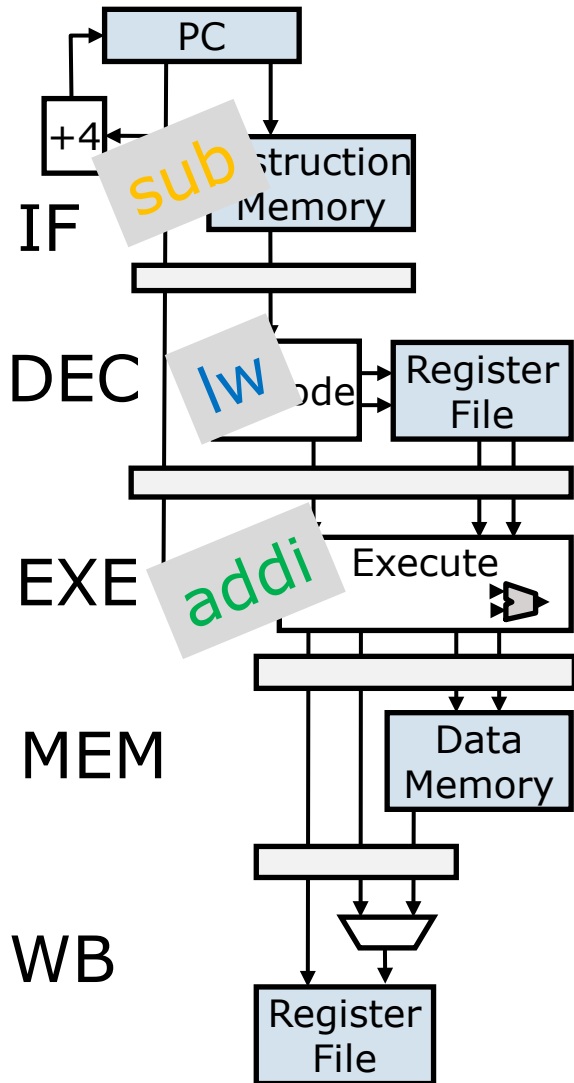 PC
+4
sub
struction
Memory
IF
DEC
lw
ode
Register
File
EXE
addi
Execute
MEM
Data
Memory
WB
Register
File